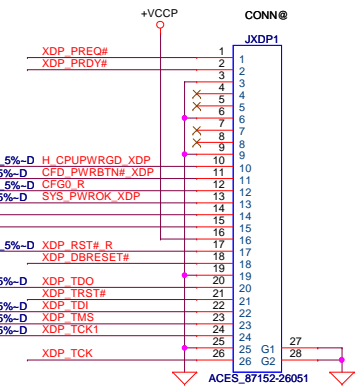 +VCCP
CONN@
JXDP1
XDP_PREQ# 1 1
XDP_PRDY# 2 2
3 3
4 4
5 5
6 6
7 7
8 8
9 9
_5%~D H_CPUPWRGD_XDP 10 10
5%~D CFD_PWRBTN#_XDP 11 11
_5%~D CFG0_R 12 12
5%~D SYS_PWROK_XDP 13 13
14 14
15 15
16 16
_5%~D XDP_RST#_R 17 17
XDP_DBRESET# 18 18
19 19
5%~D XDP_TDO 20 20
XDP_TRST# 21 21
5%~D XDP_TDI 22 22
5%~D XDP_TMS 23 23
5%~D XDP_TCK1 24 24
25 25 G1 27
XDP_TCK 26 26 G2 28
ACES_87152-26051